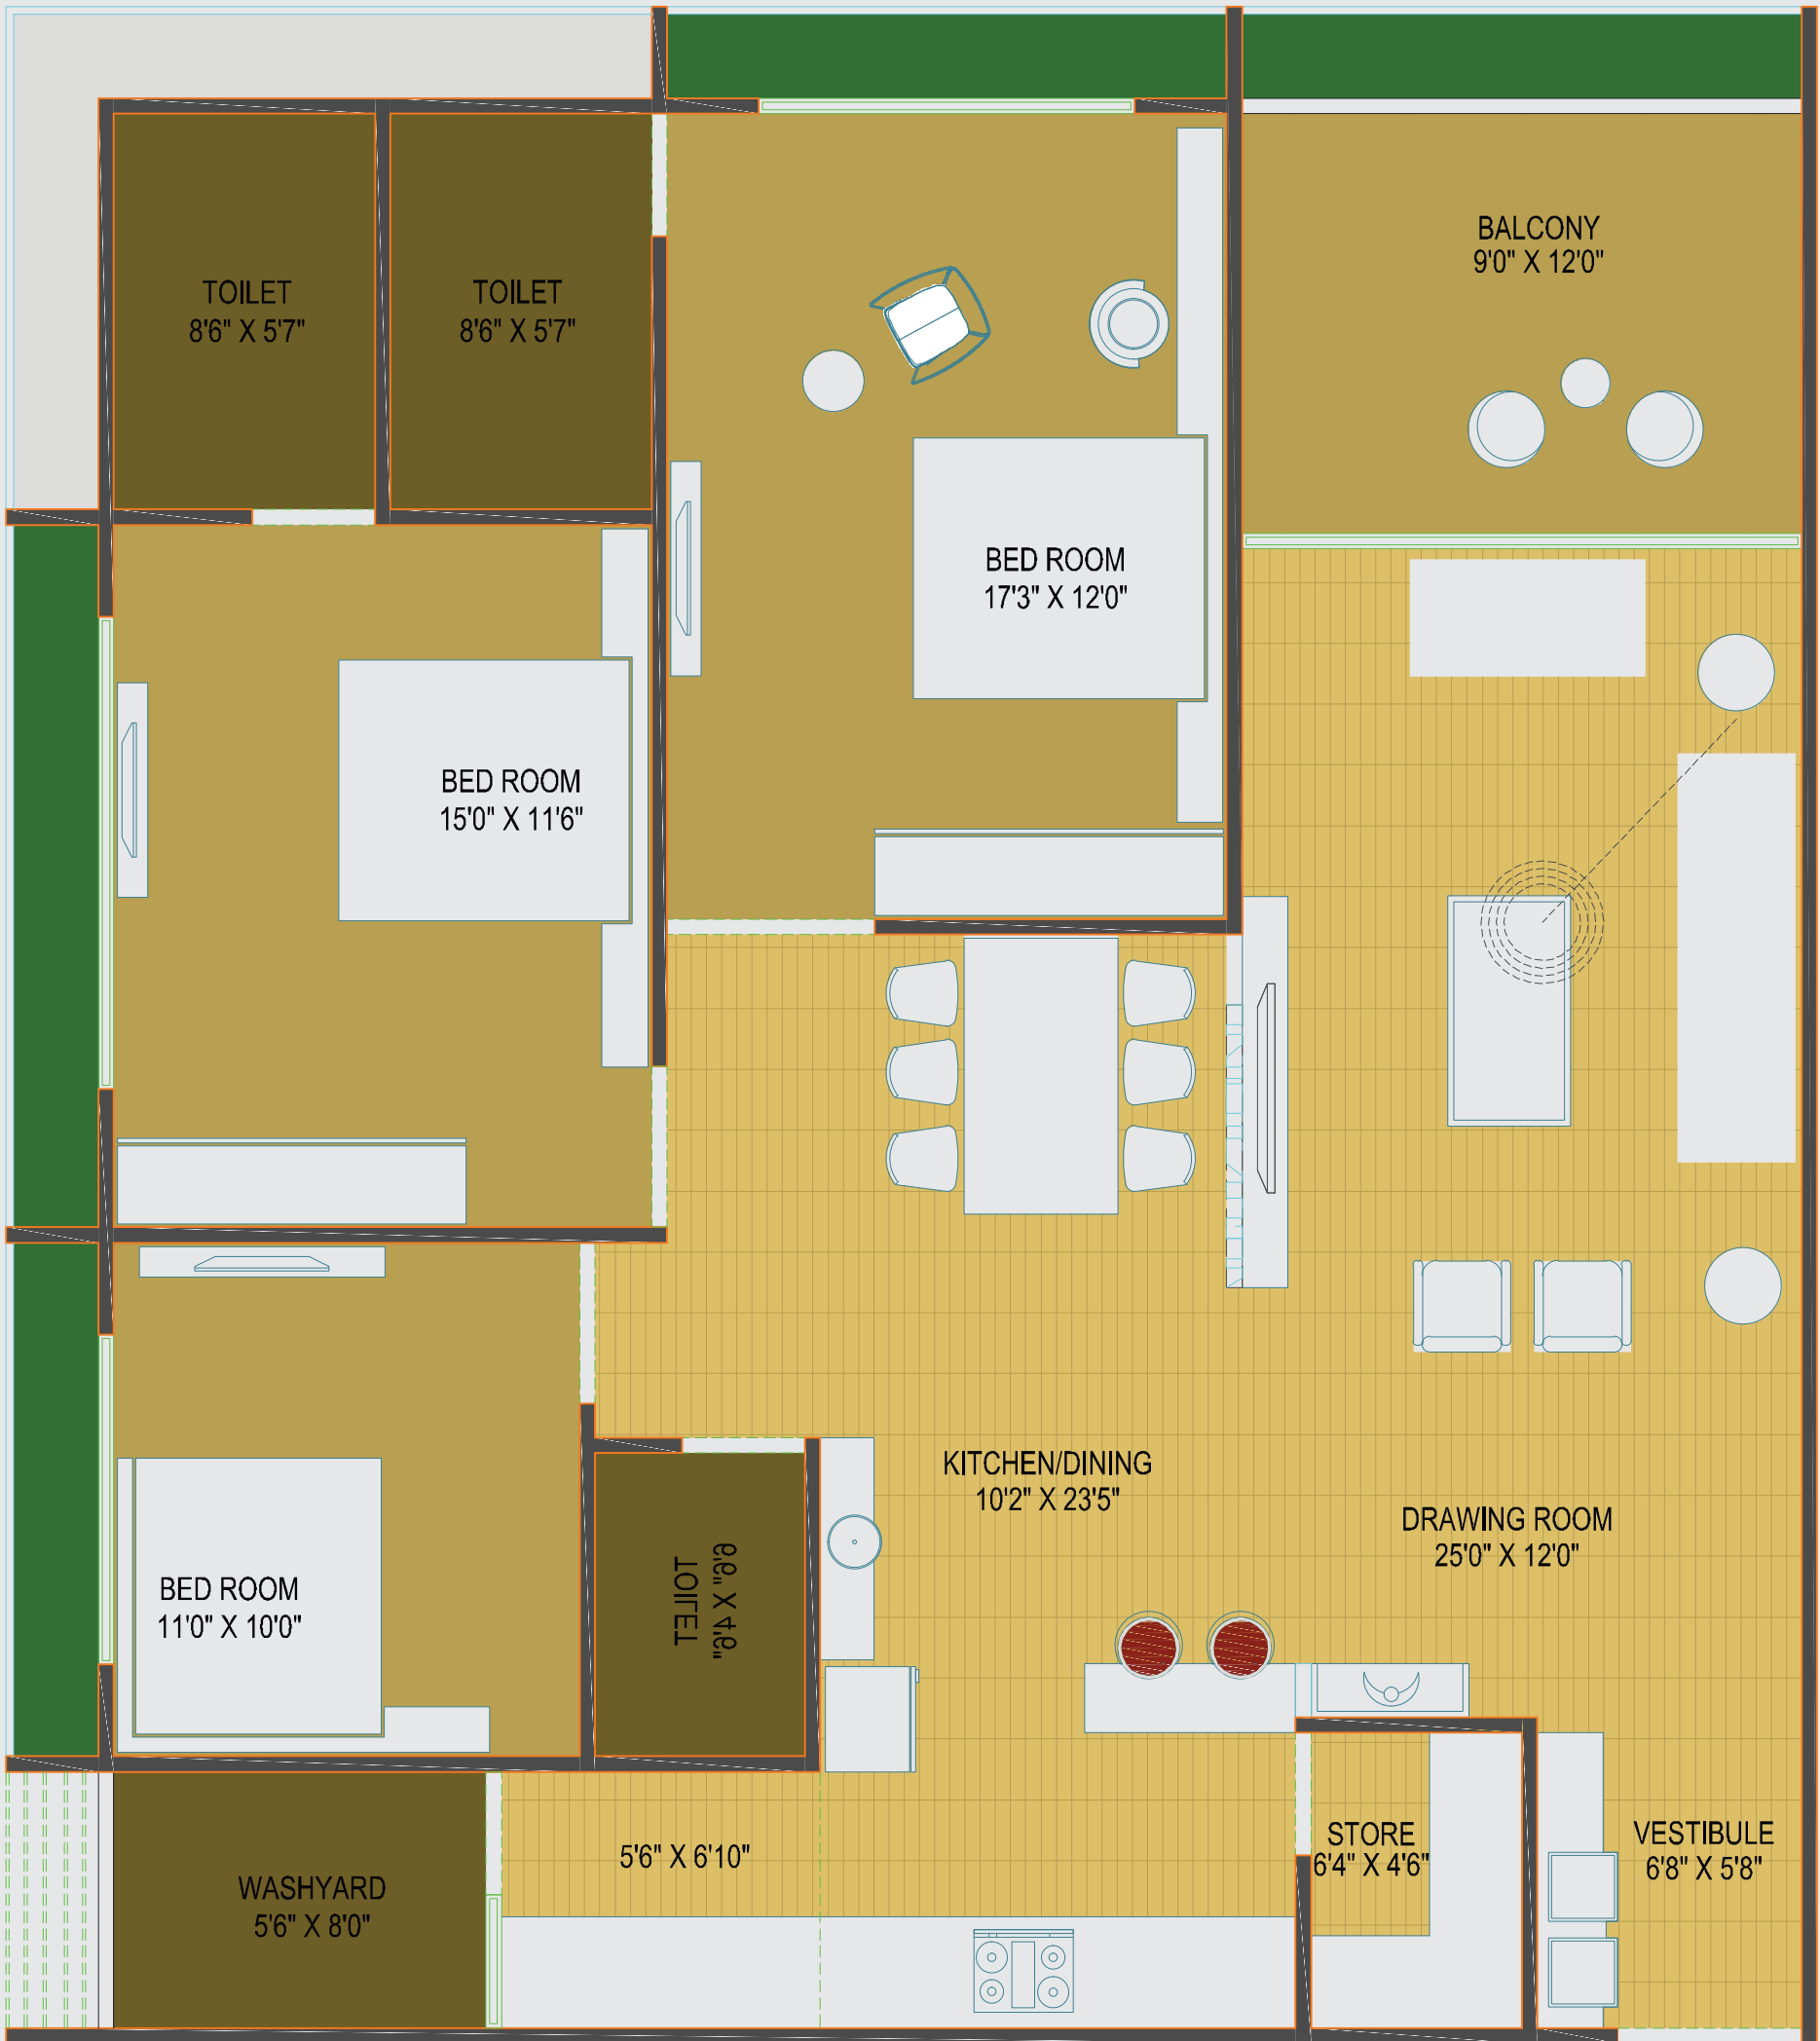 BALCONY
9'0" X 12'0"
TOILET
8'6" X 5'7"
TOILET
8'6" X 5'7"
BED ROOM
17'3" X 12'0"
BED ROOM
15'0" X 11'6"
KITCHEN/DINING
10'2" X 23'5"
DRAWING ROOM
25'0" X 12'0"
TOILET
6'6" X 4'6"
BED ROOM
11'0" X 10'0"
STORE
6'4" X 4'6"
VESTIBULE
6'8" X 5'8"
5'6" X 6'10"
WASHYARD
5'6" X 8'0"